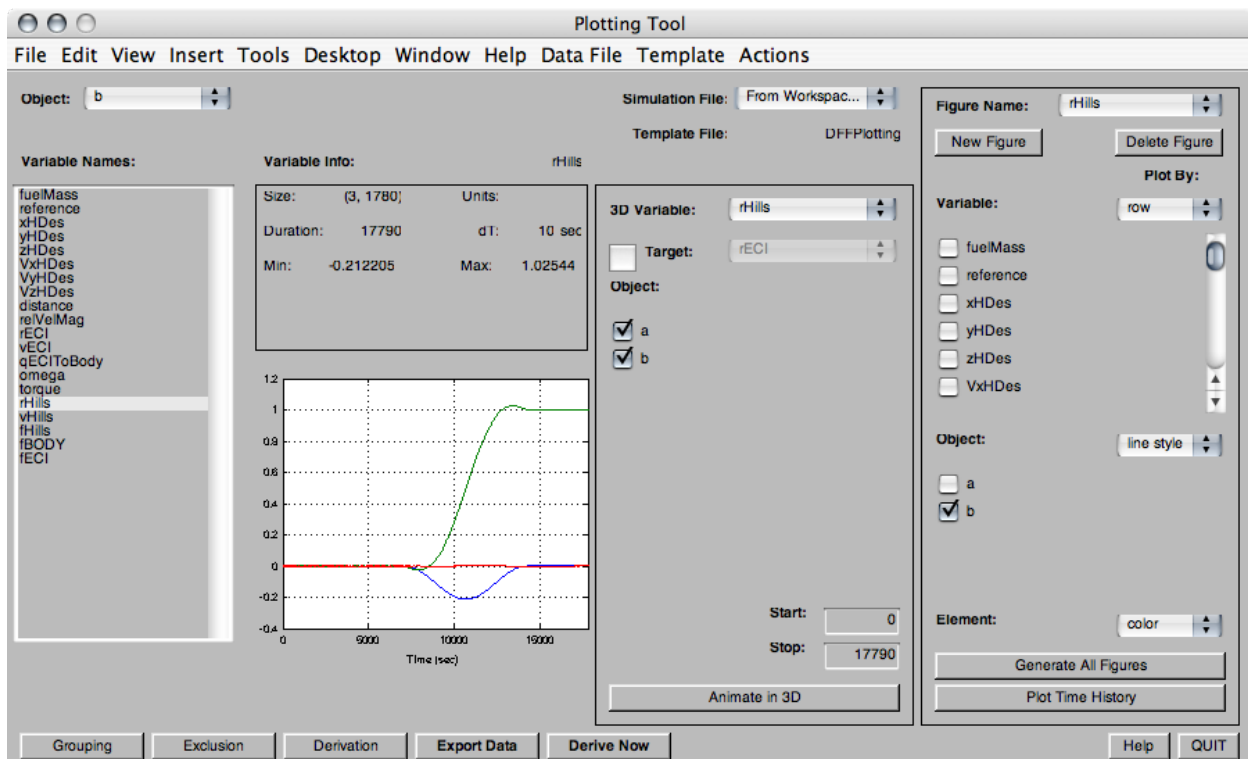 Plotting Tool
File Edit View Insert Tools Desktop Window Help Data File Template Actions
Object: b
Simulation File: From Workspac...
Template File: DFFPlotting
Variable Names:
fuelMass
reference
xHDes
yHDes
zHDes
VxHDes
VyHDes
VzHDes
distance
relVelMag
rECI
vECI
qECIToBody
omega
torque
rHills
vHills
fHills
fBODY
fECI
Variable Info: rHills
Size: (3, 1780) Units:
Duration: 17790 dT: 10 sec
Min: -0.212205 Max: 1.02544
1.2
1
0.8
0.6
0.4
0.2
0
-0.2
-0.4
0 5000 10000 15000
Time (sec)
3D Variable: rHills
Target: rECI
Object:
a
b
Start: 0
Stop: 17790
Animate in 3D
Figure Name: rHills
New Figure Delete Figure
Plot By:
Variable: row
fuelMass
reference
xHDes
yHDes
zHDes
VxHDes
Object: line style
a
b
Element: color
Generate All Figures
Plot Time History
Grouping Exclusion Derivation Export Data Derive Now Help QUIT